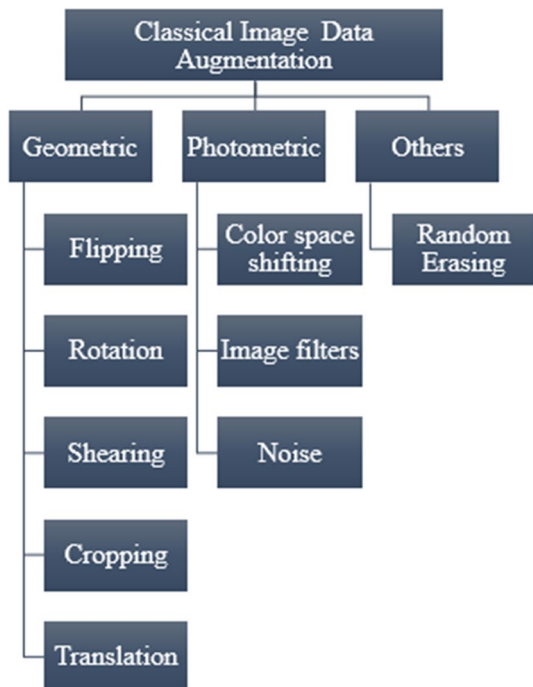 Classical Image Data
Augmentation
Geometric
Photometric
Others
Flipping
Color space
shifting
Random
Erasing
Rotation
Image filters
Shearing
Noise
Cropping
Translation